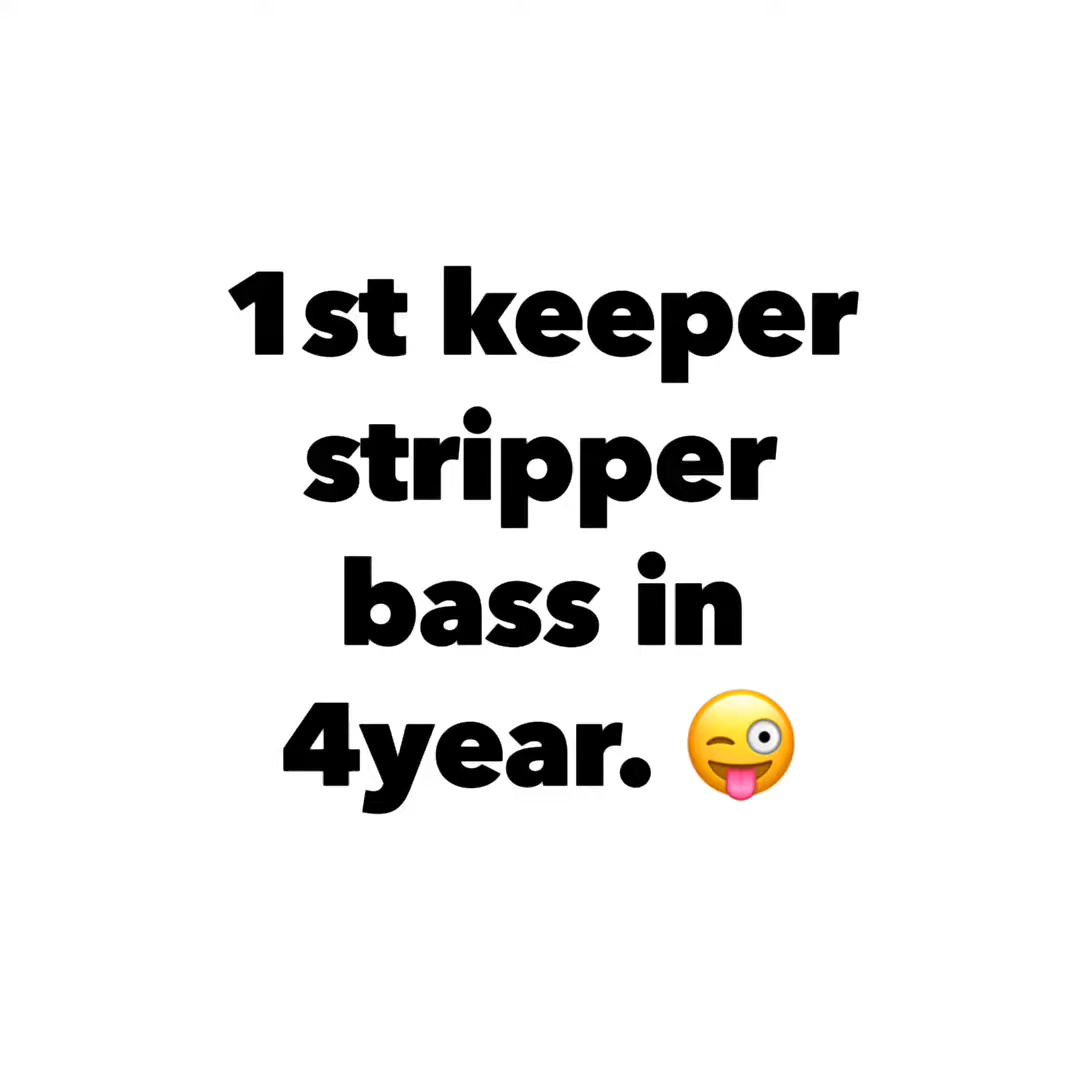 1st keeper
stripper
bass in
4year. 😜